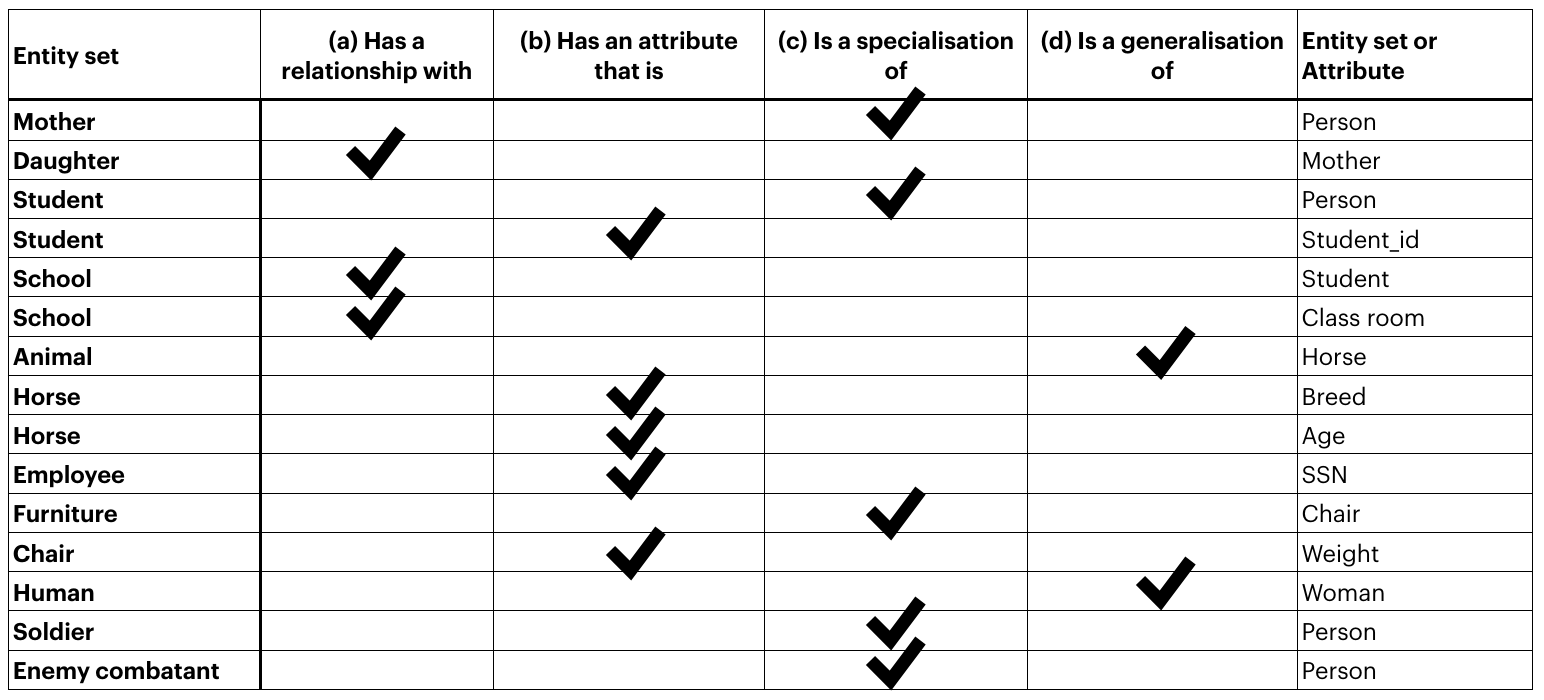 Entity set (a) Has a relationship with (b) Has an attribute that is (c) Is a specialisation of (d) Is a generalisation of Entity set or Attribute
Mother ✓ Person
Daughter ✓ Mother
Student ✓ Person
Student ✓ Student_id
School ✓ Student
School ✓ Class room
Animal ✓ Horse
Horse ✓ Breed
Horse ✓ Age
Employee ✓ SSN
Furniture ✓ Chair
Chair ✓ Weight
Human ✓ Woman
Soldier ✓ Person
Enemy combatant ✓ Person